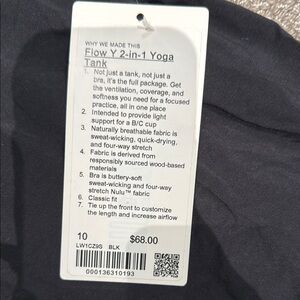 WHY WE MADE THIS
Flow Y 2-in-1 Yoga
Tank
1. Not just a tank, not just a
bra, it's the full package. Get
the ventilation, coverage, and
softness you need for a focused
practice, all in one place
2. Intended to provide light
support for a B/C cup
3. Naturally breathable fabric is
sweat-wicking, quick-drying,
and four-way stretch
4. Fabric is derived from
responsibly sourced wood-based
materials
5. Bra is buttery-soft
sweat-wicking and four-way
stretch Nulu™ fabric
6. Classic fit
7. Tie up the front to customize
the length and increase airflow
10 $68.00
LW1CZ9S BLK
000136310193